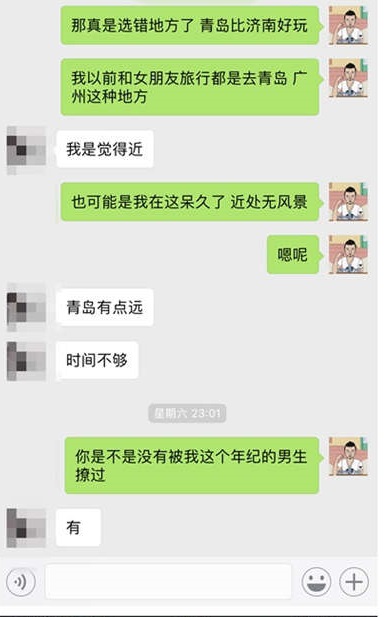 那真是选错地方了 青岛比济南好玩
我以前和女朋友旅行都是去青岛 广
州这种地方
我是觉得近
也可能是我在这呆久了 近处无风景
嗯呢
青岛有点远
时间不够
星期六 23:01
你是不是没有被我这个年纪的男生
撩过
有